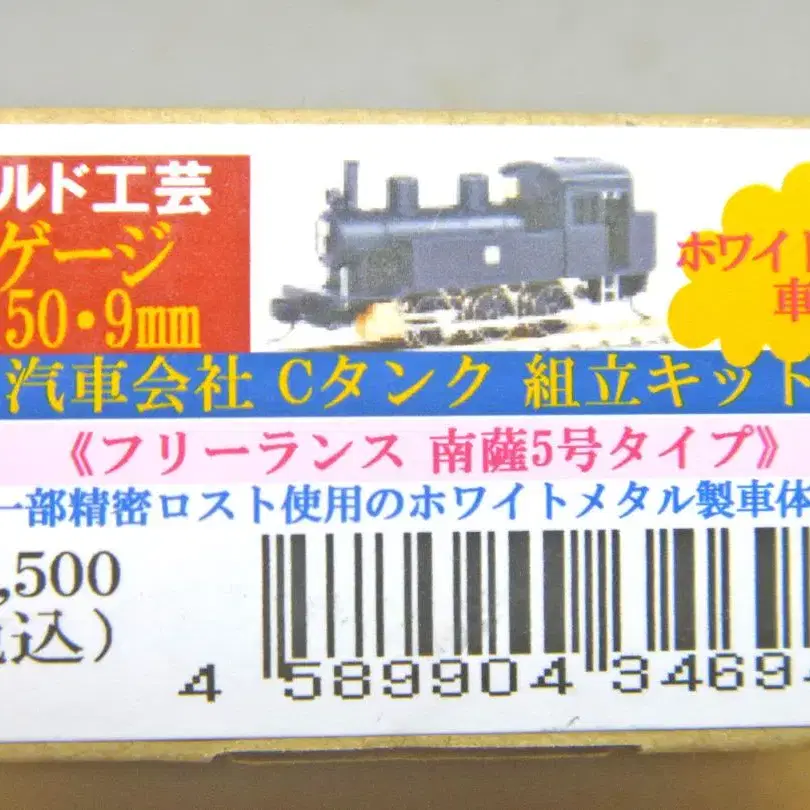 ルド工芸
ゲージ
50・9mm
ホワイト
車
汽車会社 Cタンク 組立キット
《フリーランス 南薩5号タイプ》
一部精密ロスト使用のホワイトメタル製車体
,500
込)
4 589904 3469